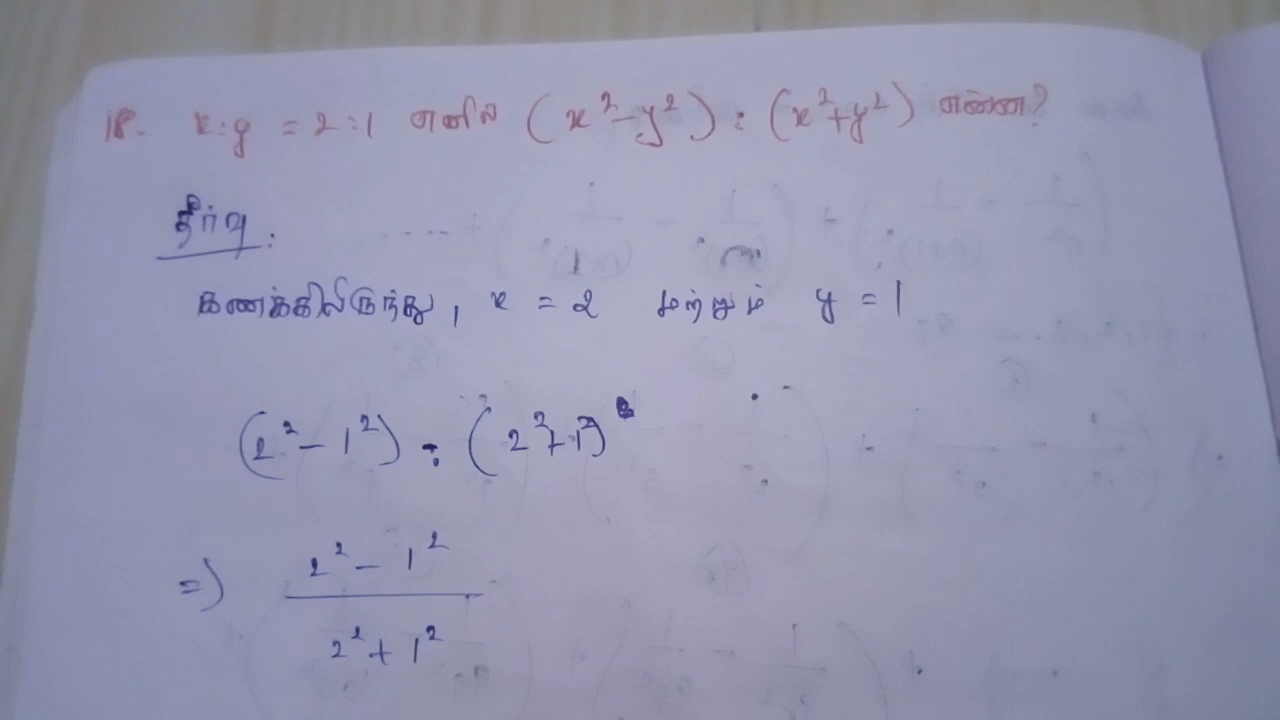 18. x:y = 2:1 எனில் (x²-y²) : (x²+y²) என்ன?
தீர்வு:
கணக்கிலிருந்து, x = 2 மற்றும் y = 1
(2²-1²) : (2²+1²)
=) 2²-1²
2²+1²